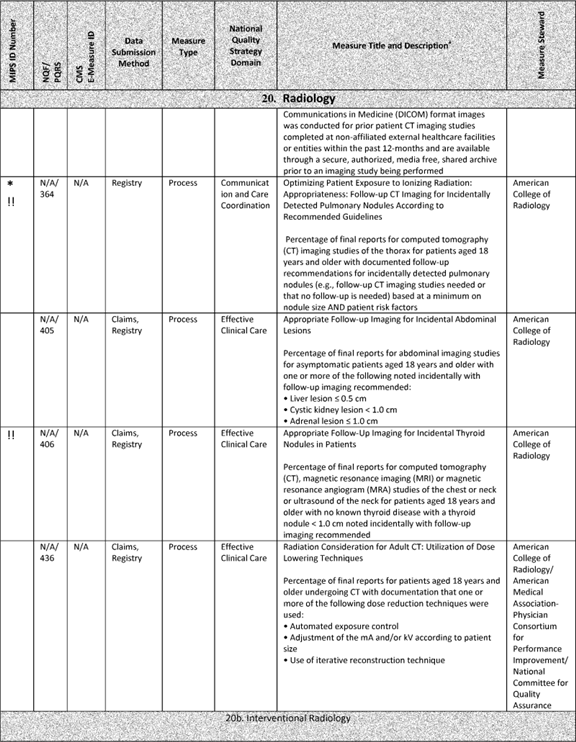 MIPS ID Number
NQF/
PQRS
CMS
E-Measure ID
Data
Submission
Method
Measure
Type
National
Quality
Strategy
Domain
Measure Title and Description
Measure Steward
20. Radiology
Communications in Medicine (DICOM) format images
was conducted for prior patient CT imaging studies
completed at non-affiliated external healthcare facilities
or entities within the past 12-months and are available
through a secure, authorized, media free, shared archive
prior to an imaging study being performed
*
!!
N/A/
364
N/A
Registry
Process
Communicat
ion and Care
Coordination
Optimizing Patient Exposure to Ionizing Radiation:
Appropriateness: Follow-up CT Imaging for Incidentally
Detected Pulmonary Nodules According to
Recommended Guidelines
Percentage of final reports for computed tomography
(CT) imaging studies of the thorax for patients aged 18
years and older with documented follow-up
recommendations for incidentally detected pulmonary
nodules (e.g., follow-up CT imaging studies needed or
that no follow-up is needed) based at a minimum on
nodule size AND patient risk factors
American
College of
Radiology
N/A/
405
N/A
Claims,
Registry
Process
Effective
Clinical Care
Appropriate Follow-up Imaging for Incidental Abdominal
Lesions
Percentage of final reports for abdominal imaging studies
for asymptomatic patients aged 18 years and older with
one or more of the following noted incidentally with
follow-up imaging recommended:
• Liver lesion ≤ 0.5 cm
• Cystic kidney lesion < 1.0 cm
• Adrenal lesion ≤ 1.0 cm
American
College of
Radiology
!!
N/A/
406
N/A
Claims,
Registry
Process
Effective
Clinical Care
Appropriate Follow-Up Imaging for Incidental Thyroid
Nodules in Patients
Percentage of final reports for computed tomography
(CT), magnetic resonance imaging (MRI) or magnetic
resonance angiogram (MRA) studies of the chest or neck
or ultrasound of the neck for patients aged 18 years and
older with no known thyroid disease with a thyroid
nodule < 1.0 cm noted incidentally with follow-up
imaging recommended
American
College of
Radiology
N/A/
436
N/A
Claims,
Registry
Process
Effective
Clinical Care
Radiation Consideration for Adult CT: Utilization of Dose
Lowering Techniques
Percentage of final reports for patients aged 18 years and
older undergoing CT with documentation that one or
more of the following dose reduction techniques were
used:
• Automated exposure control
• Adjustment of the mA and/or kV according to patient
size
• Use of iterative reconstruction technique
American
College of
Radiology/
American
Medical
Association-
Physician
Consortium
for
Performance
Improvement/
National
Committee for
Quality
Assurance
20b. Interventional Radiology